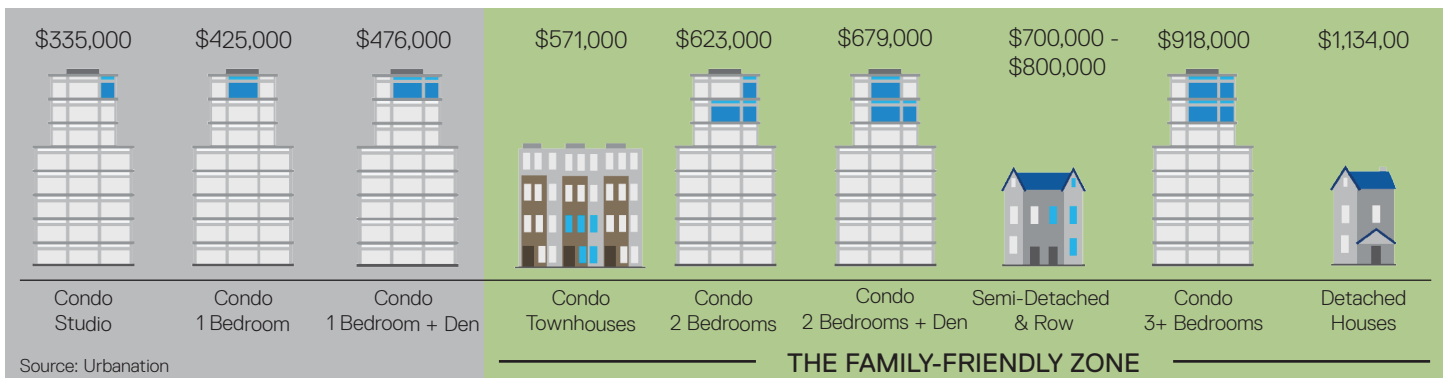 $335,000
$425,000
$476,000
$571,000
$623,000
$679,000
$700,000 -
$800,000
$918,000
$1,134,00
Condo
Studio
Condo
1 Bedroom
Condo
1 Bedroom + Den
Condo
Townhouses
Condo
2 Bedrooms
Condo
2 Bedrooms + Den
Semi-Detached
& Row
Condo
3+ Bedrooms
Detached
Houses
Source: Urbanation
THE FAMILY-FRIENDLY ZONE